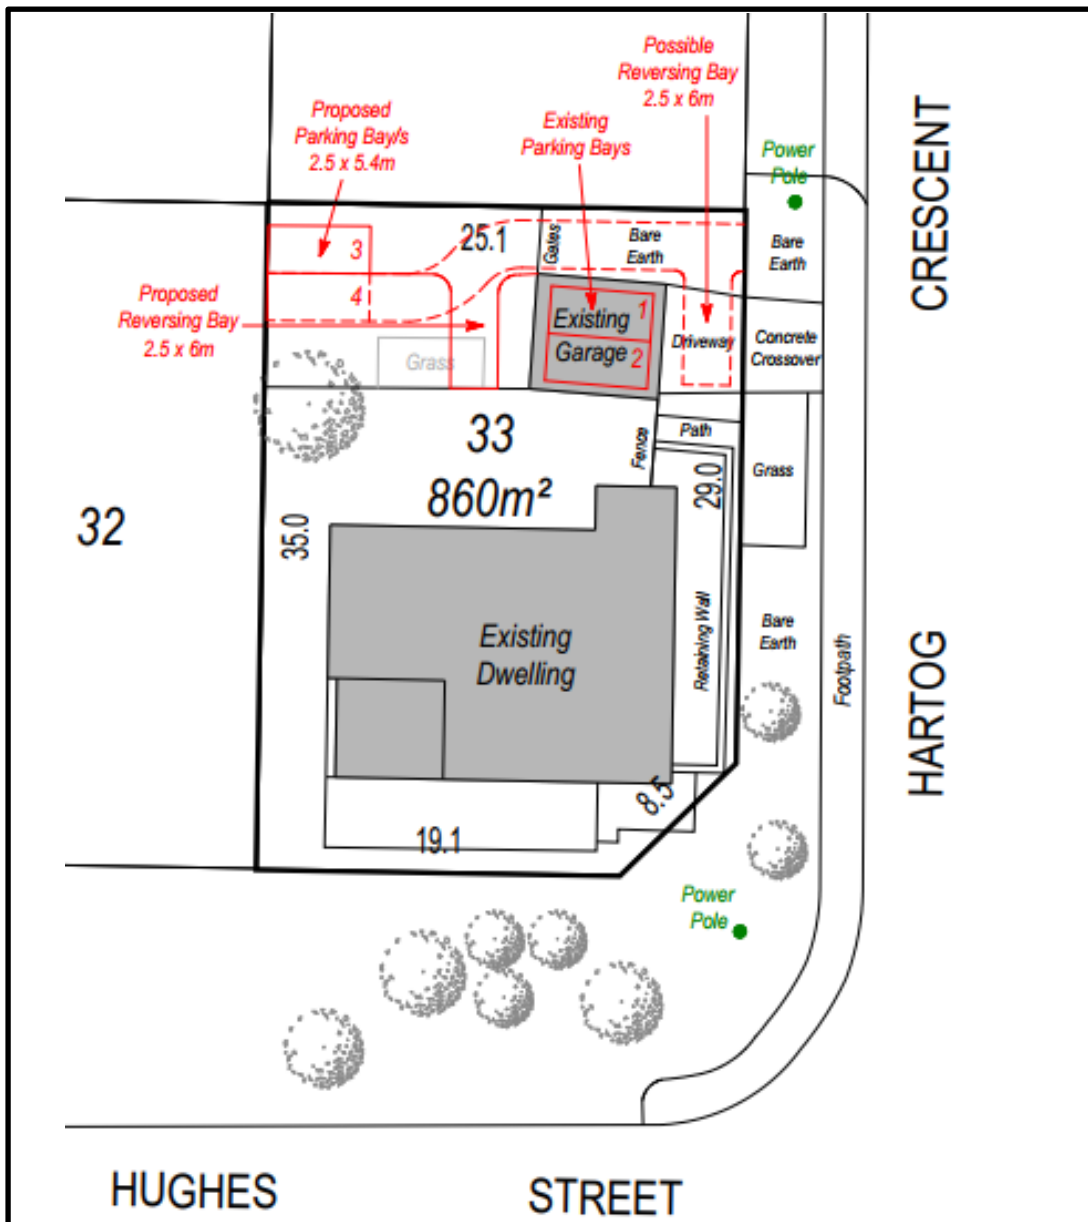 Possible
Reversing Bay
2.5 x 6m
Proposed
Parking Bay/s
2.5 x 5.4m
Existing
Parking Bays
Power
Pole
CRESCENT
3
25.1
Gates
Bare
Earth
Bare
Earth
4
Proposed
Reversing Bay
2.5 x 6m
1
Existing
Garage
2
Driveway
Concrete
Crossover
Grass
33
860m²
Fence
Path
29.0
Grass
32
35.0
Existing
Dwelling
Retaining Wall
Bare
Earth
Footpath
HARTOG
8.5
19.1
Power
Pole
HUGHES STREET